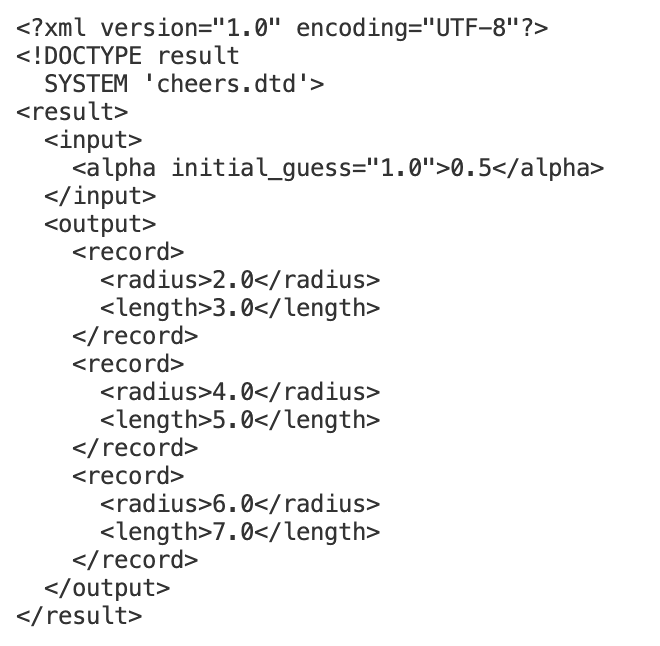 <?xml version="1.0" encoding="UTF-8"?>
<!DOCTYPE result
  SYSTEM 'cheers.dtd'>
<result>
  <input>
    <alpha initial_guess="1.0">0.5</alpha>
  </input>
  <output>
    <record>
      <radius>2.0</radius>
      <length>3.0</length>
    </record>
    <record>
      <radius>4.0</radius>
      <length>5.0</length>
    </record>
    <record>
      <radius>6.0</radius>
      <length>7.0</length>
    </record>
  </output>
</result>